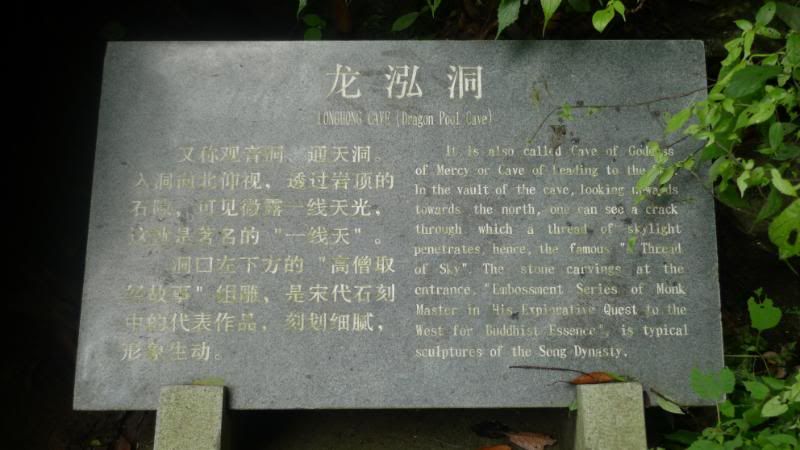 龙泓洞
LONGHONG CAVE (Dragon Pool Cave)
又称观音洞、通天洞。
入洞向北仰视，透过岩顶的
石隙，可见微露一线天光，
这就是著名的“一线天”。
洞口左下方的“高僧取
经故事”组雕，是宋代石刻
中的代表作品，刻划细腻，
形象生动。
It is also called Cave of Goddess
of Mercy or Cave of Leading to the
In the vault of the cave, looking upwards
towards the north, one can see a crack
through which a thread of skylight
penetrates, hence, the famous "A Thread
of Sky". The stone carvings at the
entrance, "Embossment Series of Monk
Master in His Explorative Quest to the
West for Buddhist Essence", is typical
sculptures of the Song Dynasty.